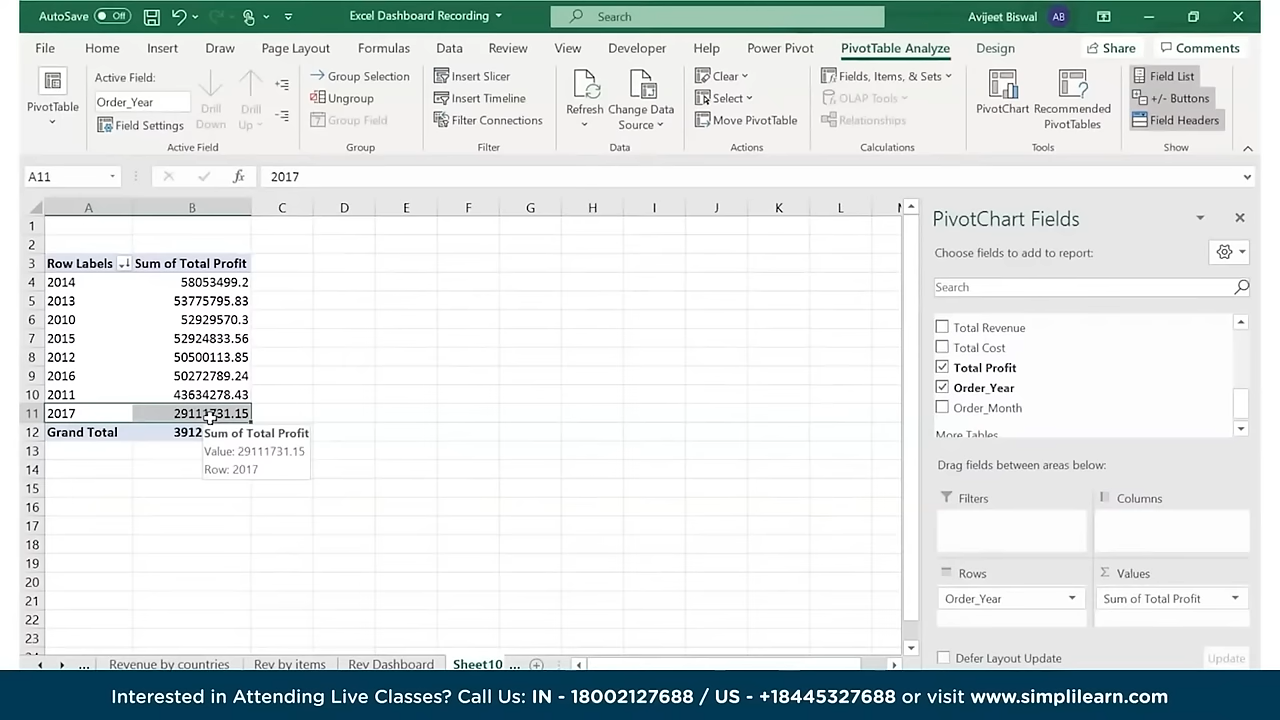 AutoSave Off Excel Dashboard Recording Search Avijeet Biswal AB
File Home Insert Draw Page Layout Formulas Data Review View Developer Help Power Pivot PivotTable Analyze Design Share Comments
PivotTable
Active Field:
Order_Year
Field Settings
Drill Down
Drill Up
Active Field
Group Selection
Ungroup
Group Field
Group
Insert Slicer
Insert Timeline
Filter Connections
Filter
Refresh
Change Data Source
Data
Clear
Select
Move PivotTable
Actions
Fields, Items, & Sets
OLAP Tools
Relationships
Calculations
PivotChart
Recommended PivotTables
Tools
Field List
+/- Buttons
Field Headers
Show
A11 fx 2017
A B C D E F G H I J K L
1
2
3 Row Labels Sum of Total Profit
4 2014 58053499.2
5 2013 53775795.83
6 2010 52929570.3
7 2015 52924833.56
8 2012 50500113.85
9 2016 50272789.24
10 2011 43634278.43
11 2017 29111731.15
12 Grand Total 3912
Sum of Total Profit
Value: 29111731.15
Row: 2017
13
14
15
16
17
18
19
20
21
22
23
PivotChart Fields
Choose fields to add to report:
Search
Total Revenue
Total Cost
Total Profit
Order_Year
Order_Month
More Tables
Drag fields between areas below:
Filters
Columns
Rows
Order_Year
Values
Sum of Total Profit
Defer Layout Update Update
... Revenue by countries Rev by items Rev Dashboard Sheet10 ...
Interested in Attending Live Classes? Call Us: IN - 18002127688 / US - +18445327688 or visit www.simplilearn.com